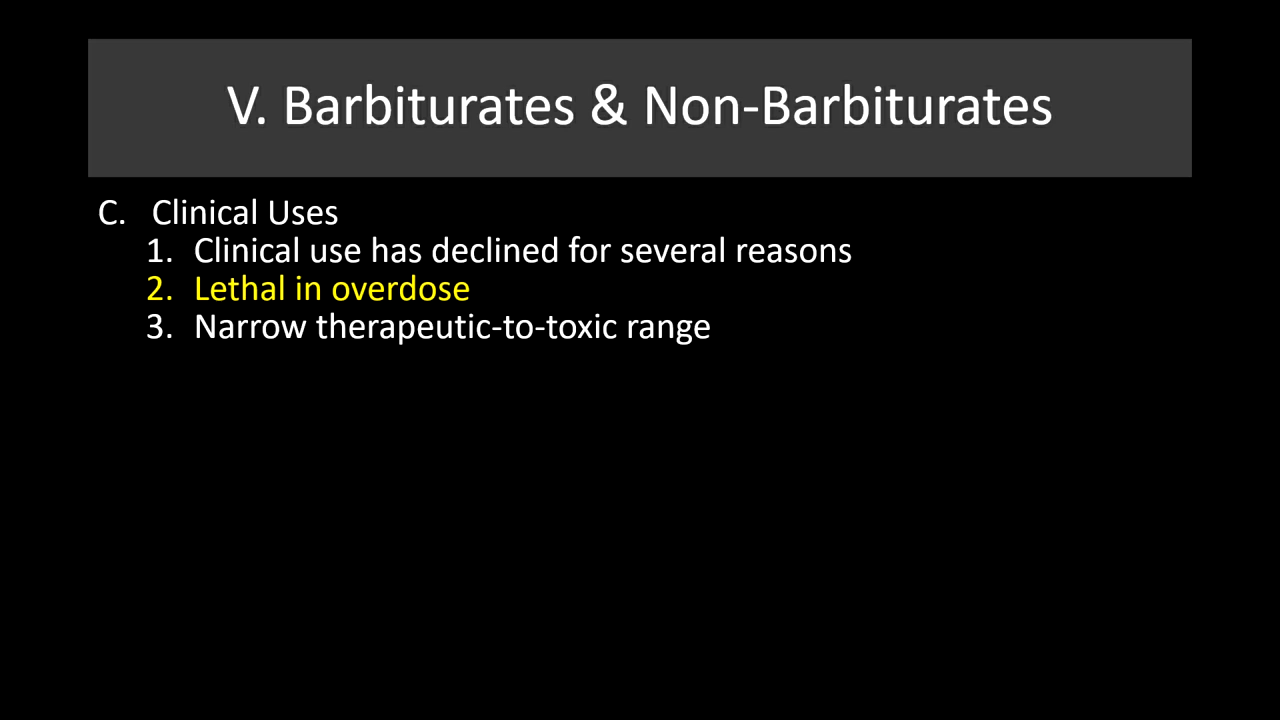 V. Barbiturates & Non-Barbiturates
C. Clinical Uses
1. Clinical use has declined for several reasons
2. Lethal in overdose
3. Narrow therapeutic-to-toxic range